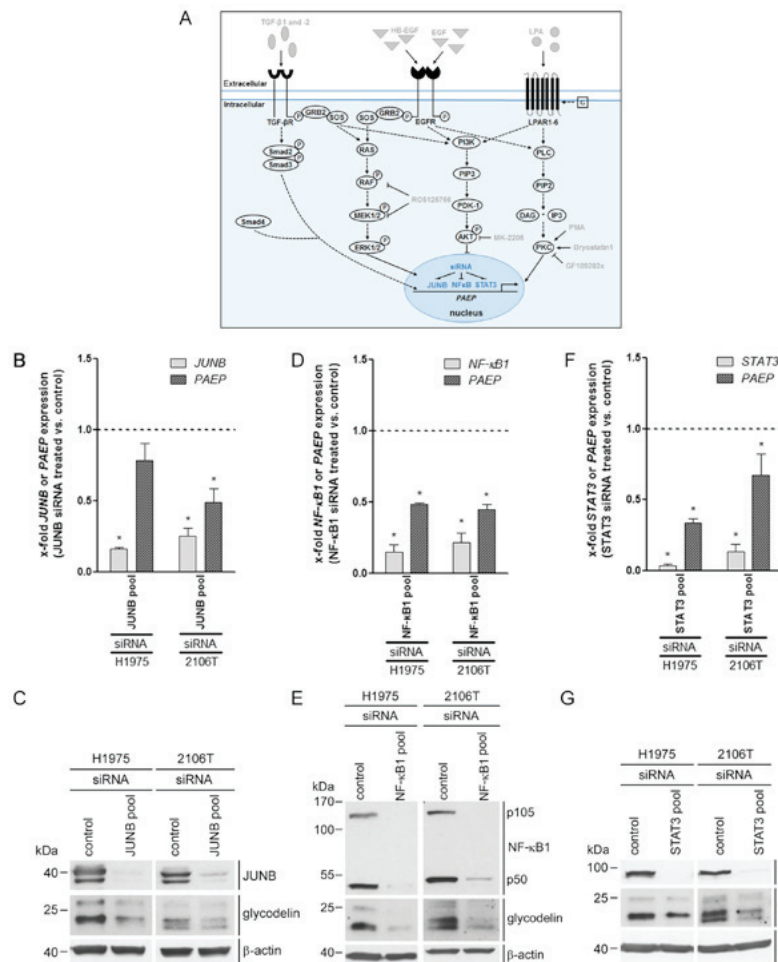 A
TGF-β1 and -2
HB-EGF
EGF
LPA
Extracellular
Intracellular
G
TGF-βR
P
GRB2
SOS
SOS
GRB2
P
EGFR
P
LPAR1-6
Smad2
P
Smad3
P
RAS
PI3K
PLC
RAF
P
PIP3
PIP2
MEK1/2
P
PDK-1
DAG
IP3
Smad4
ERK1/2
P
AKT
P
MK-2206
PKC
PMA
Bryostatin1
siRNA
JUNB NFκB STAT3
PAEP
nucleus
B
x-fold JUNB or PAEP expression
(JUNB siRNA treated vs. control)
1.5
1.0
0.5
0.0
JUNB
PAEP
*
*
*
JUNB pool
JUNB pool
siRNA
siRNA
H1975
2106T
D
x-fold NF-κB1 or PAEP expression
(NF-κB1 siRNA treated vs. control)
1.5
1.0
0.5
0.0
NF-κB1
PAEP
*
*
*
*
NF-κB1 pool
NF-κB1 pool
siRNA
siRNA
H1975
2106T
F
x-fold STAT3 or PAEP expression
(STAT3 siRNA treated vs. control)
1.5
1.0
0.5
0.0
STAT3
PAEP
*
*
*
*
STAT3 pool
STAT3 pool
siRNA
siRNA
H1975
2106T
C
H1975
2106T
siRNA
siRNA
control
JUNB pool
control
JUNB pool
kDa
40
JUNB
25
glycodelin
40
β-actin
E
H1975
2106T
siRNA
siRNA
control
NF-κB1 pool
control
NF-κB1 pool
kDa
170
p105
100
NF-κB1
55
p50
25
glycodelin
40
β-actin
G
H1975
2106T
siRNA
siRNA
control
STAT3 pool
control
STAT3 pool
kDa
100
25
40